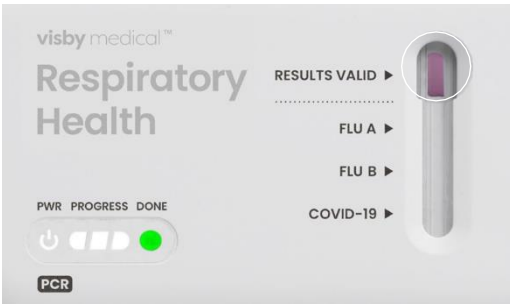 visby medical™
Respiratory
Health
RESULTS VALID ▶
FLU A ▶
FLU B ▶
COVID-19 ▶
PWR PROGRESS DONE
PCR